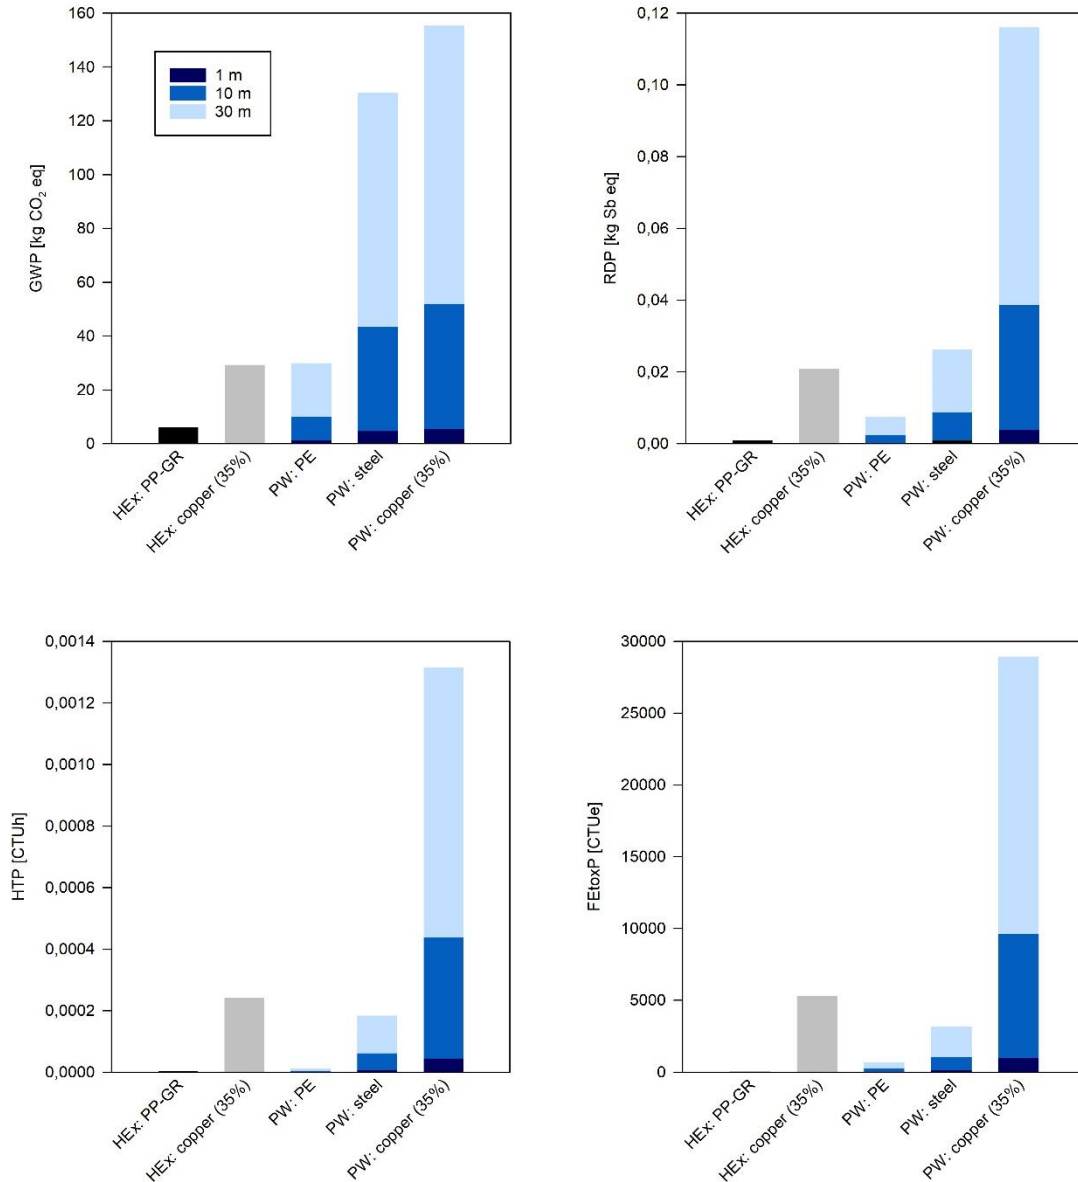 160
140
120
100
80
60
40
20
0
GWP [kg CO₂ eq]
1 m
10 m
30 m
HEx: PP-GR
HEx: copper (35%)
PW: PE
PW: steel
PW: copper (35%)
0,12
0,10
0,08
0,06
0,04
0,02
0,00
RDP [kg Sb eq]
HEx: PP-GR
HEx: copper (35%)
PW: PE
PW: steel
PW: copper (35%)
0,0014
0,0012
0,0010
0,0008
0,0006
0,0004
0,0002
0,0000
HTP [CTUh]
HEx: PP-GR
HEx: copper (35%)
PW: PE
PW: steel
PW: copper (35%)
30000
25000
20000
15000
10000
5000
0
FEtoxP [CTUe]
HEx: PP-GR
HEx: copper (35%)
PW: PE
PW: steel
PW: copper (35%)